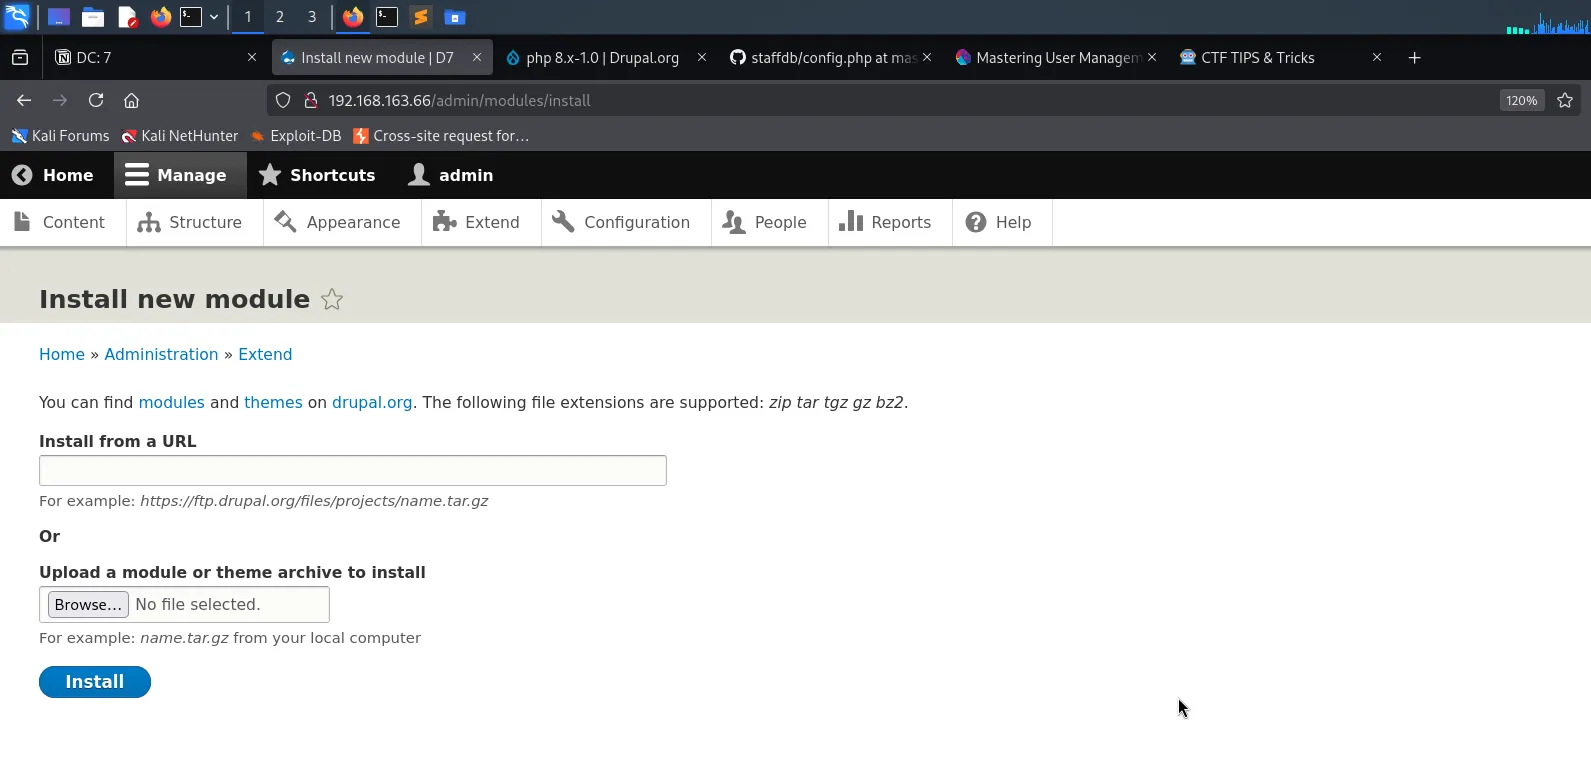 1 2 3
DC: 7
Install new module | D7
php 8.x-1.0 | Drupal.org
staffdb/config.php at mas
Mastering User Managem
CTF TIPS & Tricks
192.168.163.66/admin/modules/install
120%
Kali Forums Kali NetHunter Exploit-DB Cross-site request for...
Home Manage Shortcuts admin
Content Structure Appearance Extend Configuration People Reports Help
Install new module
Home » Administration » Extend
You can find modules and themes on drupal.org. The following file extensions are supported: zip tar tgz gz bz2.
Install from a URL
For example: https://ftp.drupal.org/files/projects/name.tar.gz
Or
Upload a module or theme archive to install
Browse... No file selected.
For example: name.tar.gz from your local computer
Install